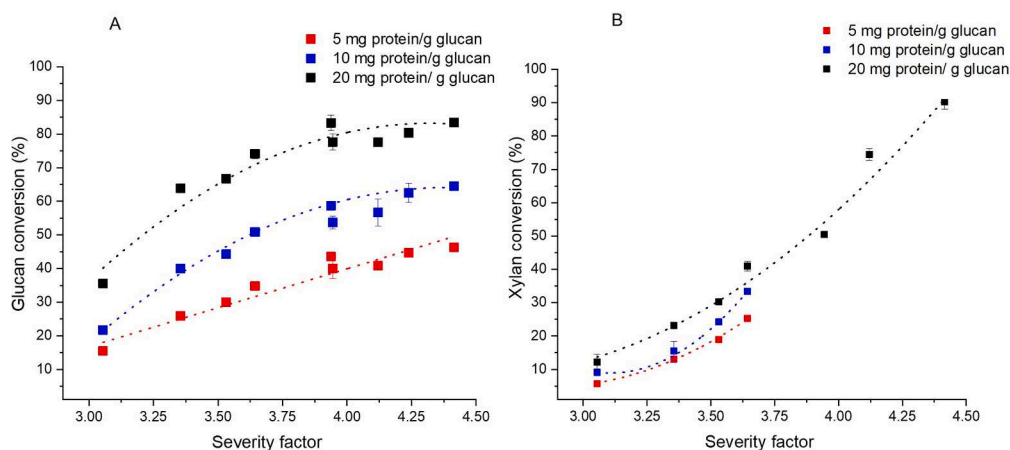 A
5 mg protein/g glucan
10 mg protein/g glucan
20 mg protein/ g glucan
100
90
80
70
60
50
40
30
20
10
Glucan conversion (%)
3.00 3.25 3.50 3.75 4.00 4.25 4.50
Severity factor
B
5 mg protein/g glucan
10 mg protein/g glucan
20 mg protein/ g glucan
100
90
80
70
60
50
40
30
20
10
Xylan conversion (%)
3.00 3.25 3.50 3.75 4.00 4.25 4.50
Severity factor